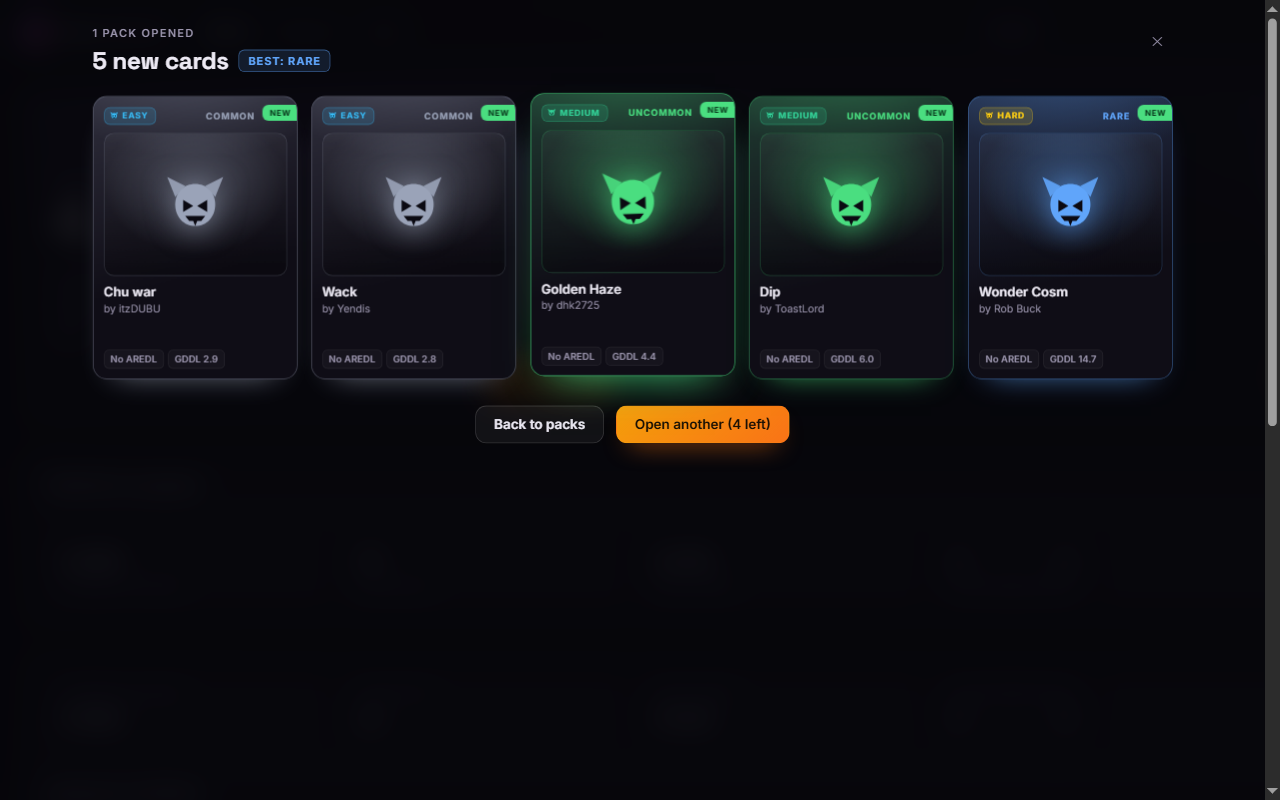 1 PACK OPENED
5 new cards BEST: RARE
EASY COMMON NEW
Chu war
by itzDUBU
No AREDL GDDL 2.9
EASY COMMON NEW
Wack
by Yendis
No AREDL GDDL 2.8
MEDIUM UNCOMMON NEW
Golden Haze
by dhk2725
No AREDL GDDL 4.4
MEDIUM UNCOMMON NEW
Dip
by ToastLord
No AREDL GDDL 6.0
HARD RARE NEW
Wonder Cosm
by Rob Buck
No AREDL GDDL 14.7
Back to packs
Open another (4 left)